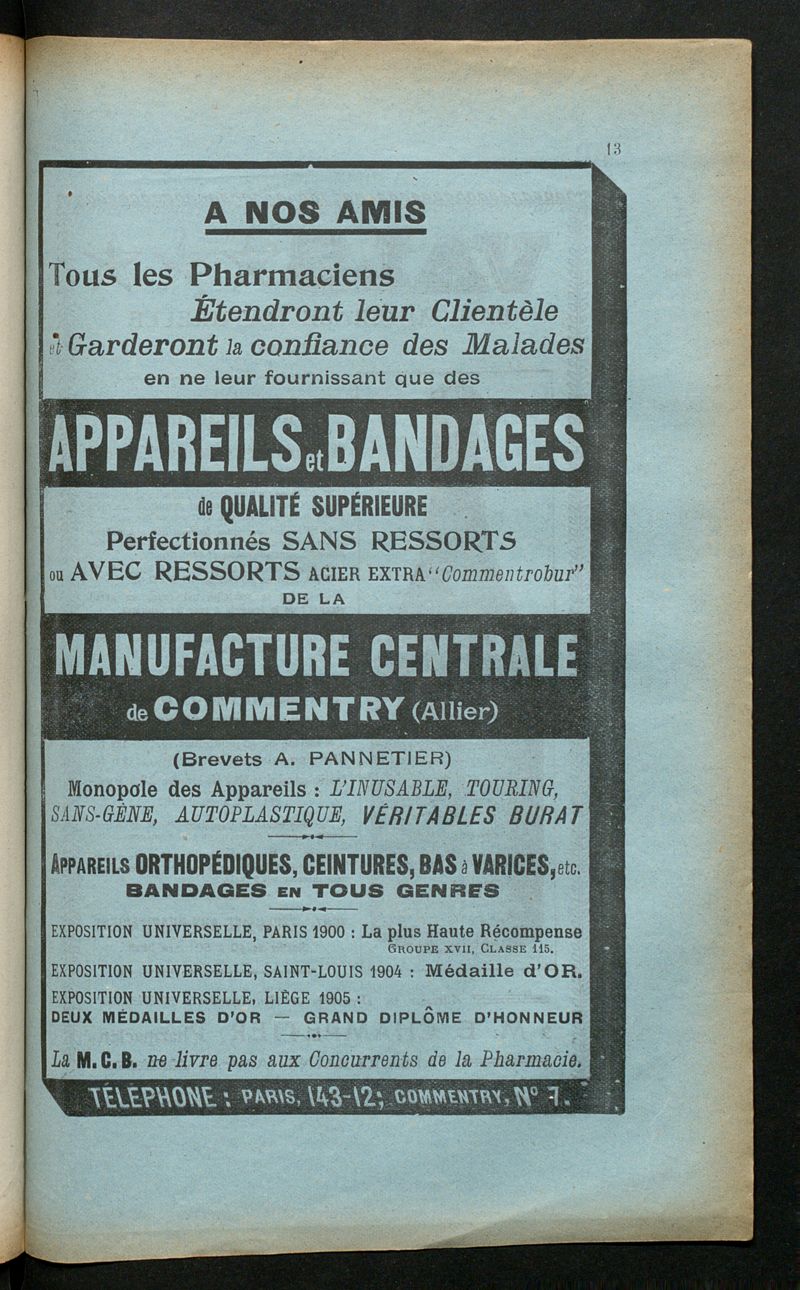 13
A NOS AMIS
Tous les Pharmaciens
Étendront leur Clientèle
et Garderont la confiance des Malades
en ne leur fournissant que des
APPAREILS et BANDAGES
de QUALITÉ SUPÉRIEURE
Perfectionnés SANS RESSORTS
ou AVEC RESSORTS ACIER EXTRA "Commentrobur"
DE LA
MANUFACTURE CENTRALE
de COMMENTRY (Allier)
(Brevets A. PANNETIER)
Monopole des Appareils : L'INUSABLE, TOURING,
SANS-GÊNE, AUTOPLASTIQUE, VÉRITABLES BURAT
APPAREILS ORTHOPÉDIQUES, CEINTURES, BAS à VARICES, etc.
BANDAGES EN TOUS GENRES
EXPOSITION UNIVERSELLE, PARIS 1900 : La plus Haute Récompense
GROUPE XVII, CLASSE 115.
EXPOSITION UNIVERSELLE, SAINT-LOUIS 1904 : Médaille d'OR.
EXPOSITION UNIVERSELLE, LIÈGE 1905 :
DEUX MÉDAILLES D'OR — GRAND DIPLÔME D'HONNEUR
La M.C.B. ne livre pas aux Concurrents de la Pharmacie.
TÉLÉPHONE : PARIS, 143-12; COMMENTRY, N° 7.